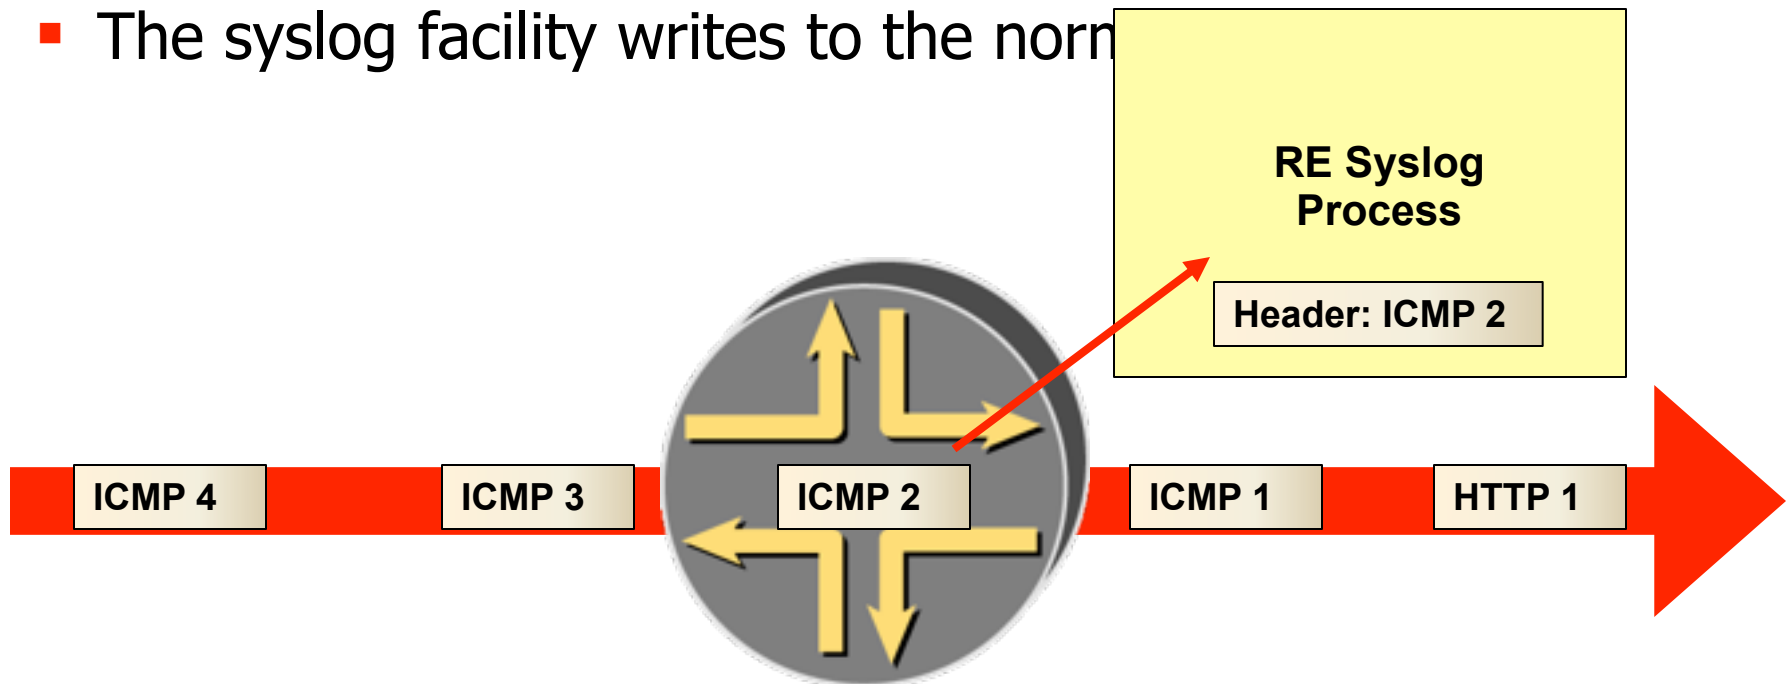 The syslog facility writes to the
RE Syslog
Process
Header: ICMP 2
ICMP 4
ICMP 3
ICMP 2
ICMP 1
HTTP 1